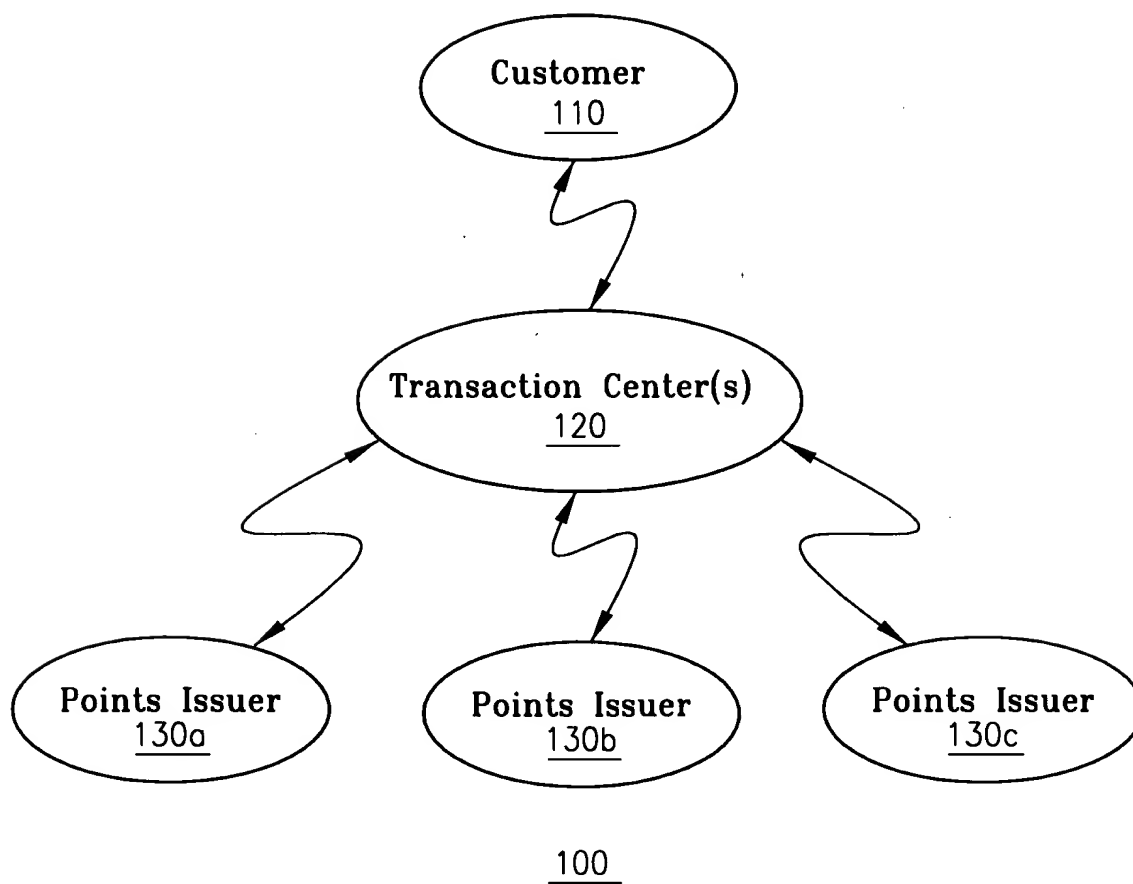 Customer
110
Transaction Center(s)
120
Points Issuer
130a
Points Issuer
130b
Points Issuer
130c
100